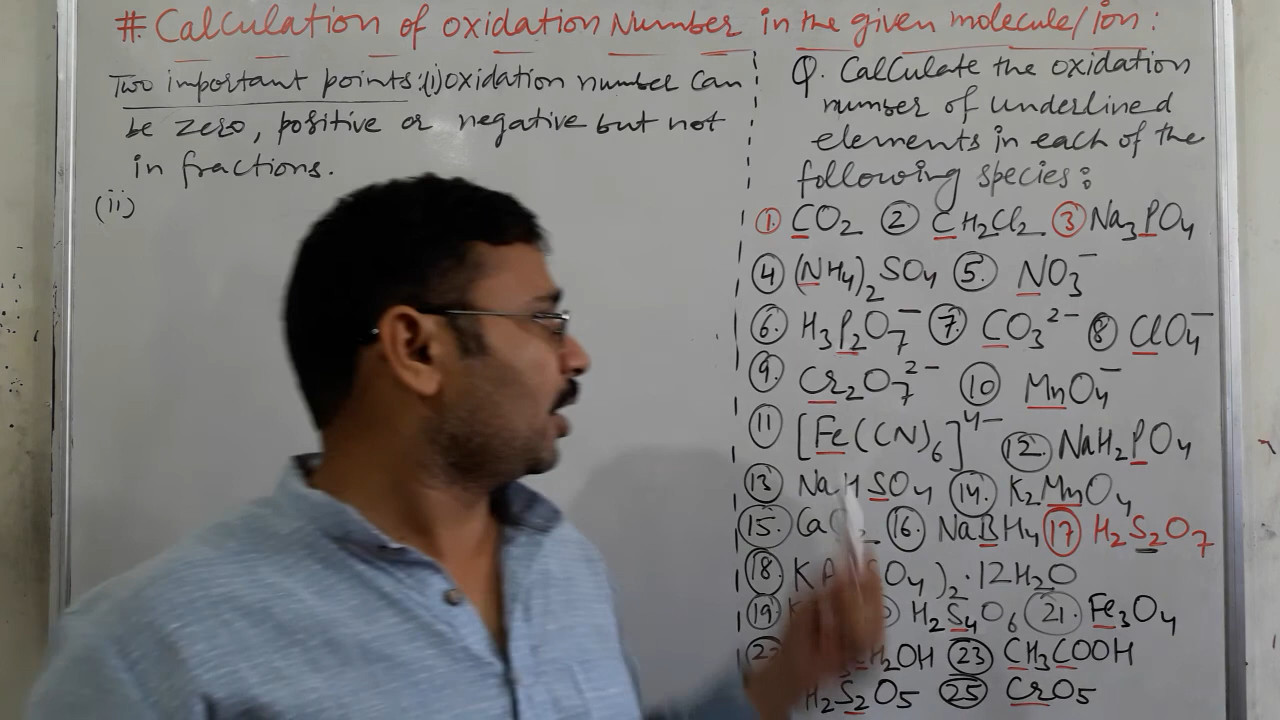 # Calculation of oxidation Number in the given molecule/ion:
Two important points: (i) oxidation number can
be zero, positive or negative but not
in fractions.
(ii)
Q. Calculate the oxidation
number of underlined
elements in each of the
following species:
1. CO2 2 CH2Cl2 3 Na3PO4
4 (NH4)2SO4 5. NO3-
6. H3P2O7- 7. CO3 2- 8 ClO4-
9 Cr2O7 2- 10 MnO4-
11 [Fe(CN)6]4- 12. NaH2PO4
13 NaHSO4 14. K2MnO4
15. 16. NaBH4 17 H2S2O7
18. O4)2.12H2O
19 H2S4O6 21. Fe3O4
H2OH 23 CH3COOH
H2S2O5 25 CrO5